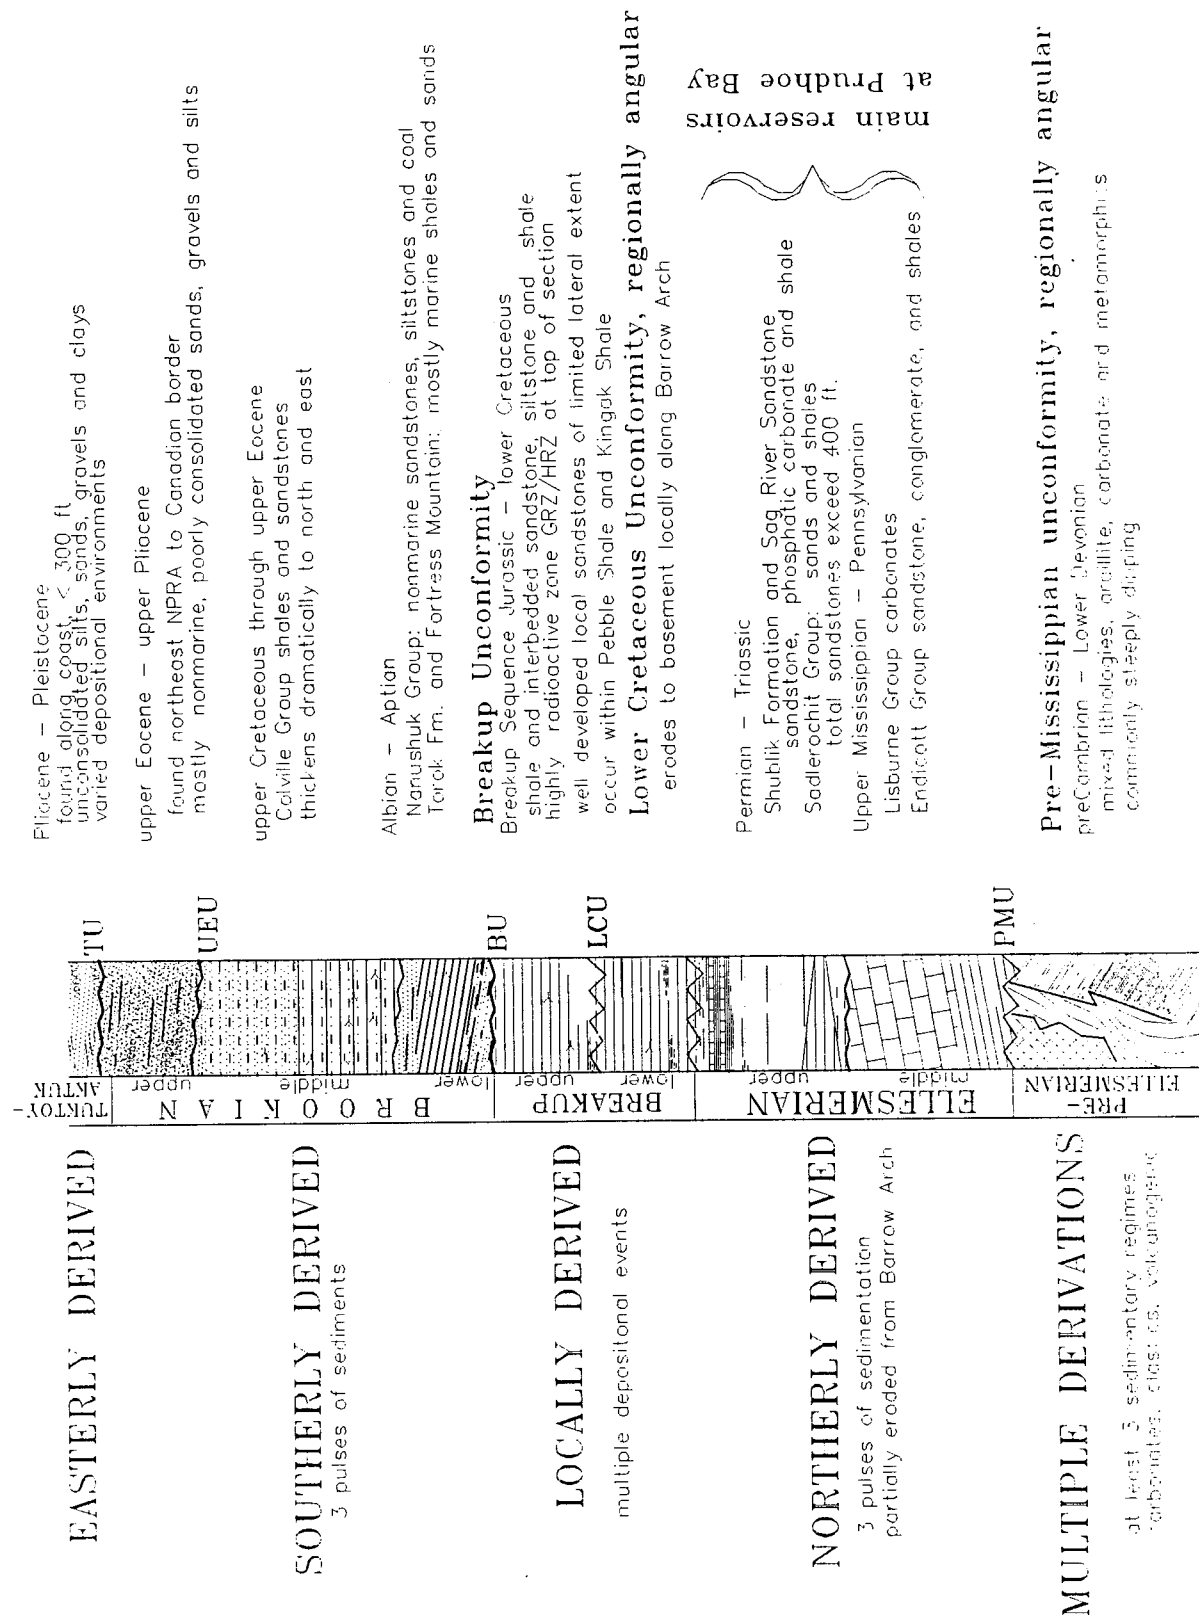 EASTERLY DERIVED
SOUTHERLY DERIVED
3 pulses of sediments
LOCALLY DERIVED
multiple depositonal events
NORTHERLY DERIVED
3 pulses of sedimentation
partially eroded from Barrow Arch
MULTIPLE DERIVATIONS
at least 3 sedimentary regimes
carbonates, clastics, volcanogenic
TUKTOY-
AKTUK
BROOKIAN
upper
middle
lower
BREAKUP
upper
lower
ELLESMERIAN
upper
middle
PRE-
ELLESMERIAN
TU
UEU
BU
LCU
PMU
Pliocene – Pleistocene
found along coast, < 300 ft
unconsolidated silts, sands, gravels and clays
varied depositional environments
upper Eocene – upper Pliocene
found northeast NPRA to Canadian border
mostly nonmarine, poorly consolidated sands, gravels and silts
upper Cretaceous through upper Eocene
Colville Group shales and sandstones
thickens dramatically to north and east
Albian – Aptian
Nanushuk Group: nonmarine sandstones, siltstones and coal
Torok Fm. and Fortress Mountain: mostly marine shales and sands
Breakup Unconformity
Breakup Sequence Jurassic – lower Cretaceous
shale and interbedded sandstone, siltstone and shale
highly radioactive zone GRZ/HRZ at top of section
well developed local sandstones of limited lateral extent
occur within Pebble Shale and Kingak Shale
Lower Cretaceous Unconformity, regionally angular
erodes to basement locally along Barrow Arch
Permian – Triassic
Shublik Formation and Sag River Sandstone
sandstone, phosphatic carbonate and shale
Sadlerochit Group: sands and shales
total sandstones exceed 400 ft.
Upper Mississippian – Pennsylvanian
Lisburne Group carbonates
Endicott Group sandstone, conglomerate, and shales
main reservoirs
at Prudhoe Bay
Pre-Mississippian unconformity, regionally angular
preCambrian – Lower Devonian
mixed lithologies, argillite, carbonate and metamorphics
commonly steeply dipping